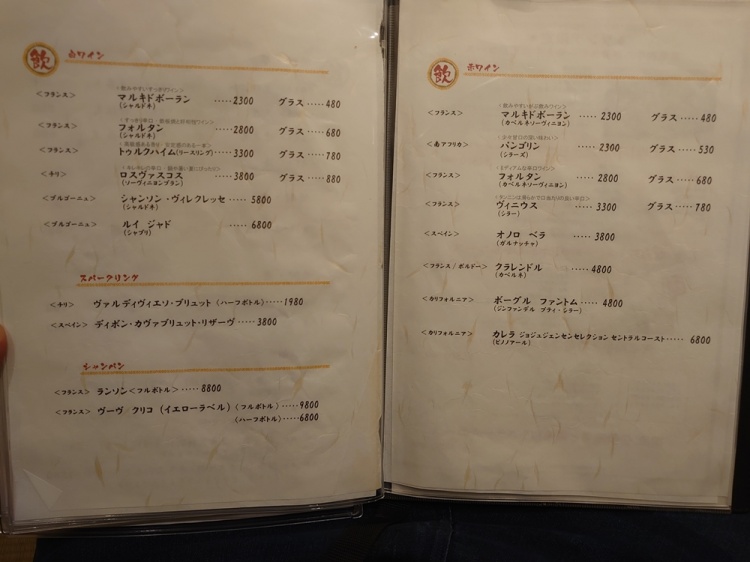 飲 白ワイン
<フランス> マルキドボーラン ・・・・・2300 グラス・・・・・480
(シャルドネ)
<フランス> フォルタン ・・・・・2800 グラス・・・・・680
(シャルドネ)
<フランス> トゥルクハイム(リースリング)・・・・・3300 グラス・・・・・780
<チリ> ロスヴァスコス ・・・・・3800 グラス・・・・・880
(ソーヴィニヨンブラン)
<ブルゴーニュ> シャンソン・ヴィレクレッセ ・・・・・5800
(シャルドネ)
<ブルゴーニュ> ルイ ジャド ・・・・・6800
(シャブリ)
スパークリング
<チリ> ヴァルディヴィエソ・ブリュット (ハーフボトル)・・・・・1980
<スペイン> ディボン・カヴァブリュット・リザーヴ・・・・・3800
シャンパン
<フランス> ランソン<フルボトル>・・・・・8800
<フランス> ヴーヴ クリコ (イエローラベル) (フルボトル)・・・・・9800
(ハーフボトル)・・・・・6800
飲 赤ワイン
<フランス> マルキドボーラン ・・・・・2300 グラス・・・・・480
(カベルネソーヴィニヨン)
<南アフリカ> パンゴリン ・・・・・2300 グラス・・・・・530
(シラーズ)
<フランス> フォルタン ・・・・・2800 グラス・・・・・680
(カベルネソーヴィニヨン)
<フランス> ヴィニウス ・・・・・3300 グラス・・・・・780
(シラー)
<スペイン> オノロ ベラ ・・・・・3800
(ガルナッチャ)
<フランス/ボルドー> クラレンドル ・・・・・4800
(カベルネ)
<カリフォルニア> ボーグル ファントム・・・・・4800
(ジンファンデル プティ・シラー)
<カリフォルニア> カレラ ジョジュジェンセンセレクション セントラルコースト・・・・・6800
(ピノノアール)